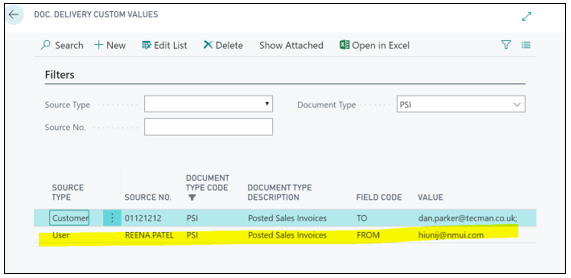 DOC. DELIVERY CUSTOM VALUES
Search + New Edit List Delete Show Attached Open in Excel
Filters
Source Type Document Type PSI
Source No.
SOURCE TYPE SOURCE NO. DOCUMENT TYPE CODE DOCUMENT TYPE DESCRIPTION FIELD CODE VALUE
Customer 01121212 PSI Posted Sales Invoices TO dan.parker@tecman.co.uk;
User REENA.PATEL PSI Posted Sales Invoices FROM hiunij@nmui.com